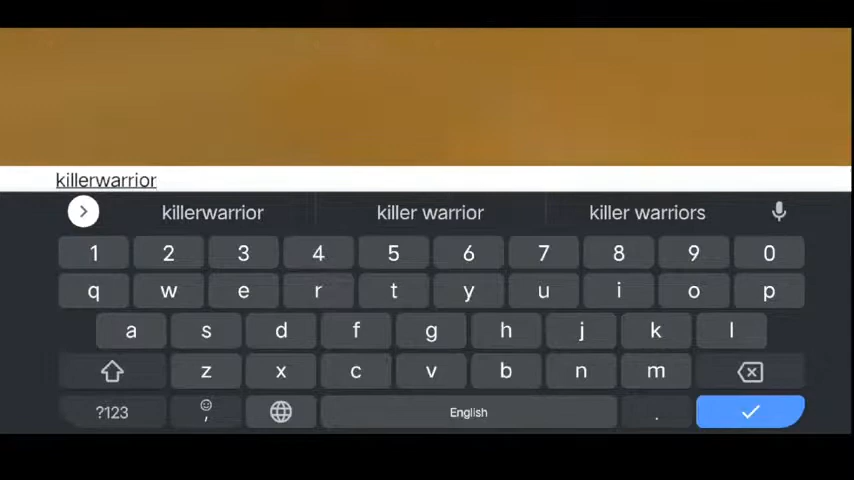 killerwarrior
killerwarrior killer warrior killer warriors
1 2 3 4 5 6 7 8 9 0
q w e r t y u i o p
a s d f g h j k l
z x c v b n m
?123 , English .